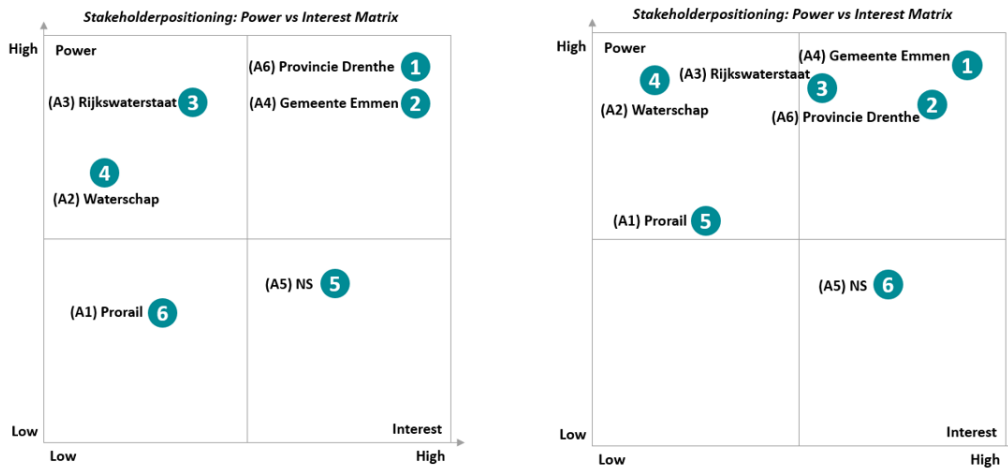 Stakeholderpositioning: Power vs Interest Matrix
High
Power
(A6) Provincie Drenthe 1
(A3) Rijkswaterstaat 3
(A4) Gemeente Emmen 2
4
(A2) Waterschap
(A5) NS 5
(A1) Prorail 6
Low
Interest
Low
High
Stakeholderpositioning: Power vs Interest Matrix
High
Power
(A4) Gemeente Emmen 1
4
(A3) Rijkswaterstaat 3
(A2) Waterschap
2
(A6) Provincie Drenthe
(A1) Prorail 5
(A5) NS 6
Low
Interest
Low
High